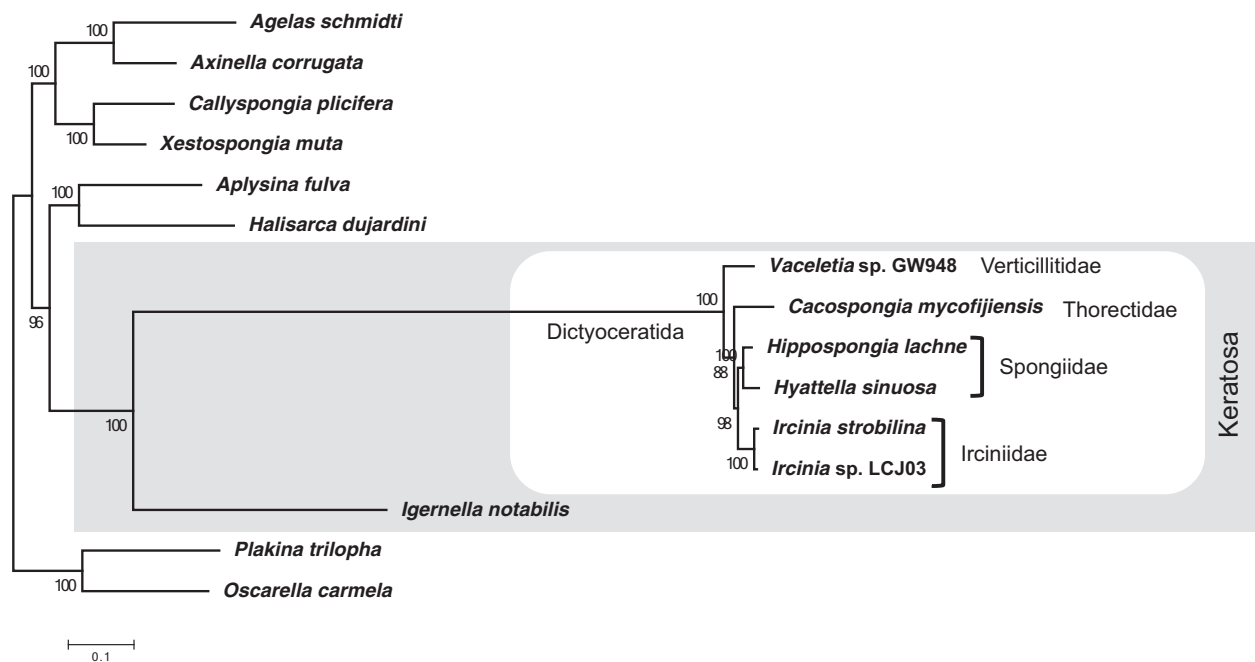 Agelas schmidti
100
Axinella corrugata
100
Callyspongia plicifera
100
Xestospongia muta
Aplysina fulva
100
Halisarca dujardini
Vaceletia sp. GW948 Verticillitidae
100
Cacospongia mycofijiensis Thorectidae
96
Dictyoceratida
Hippospongia lachne
100
Spongiidae
88
Hyattella sinuosa
Keratosa
98
Ircinia strobilina
100
Irciniidae
100
Ircinia sp. LCJ03
Igernella notabilis
Plakina trilopha
100
Oscarella carmela
0.1